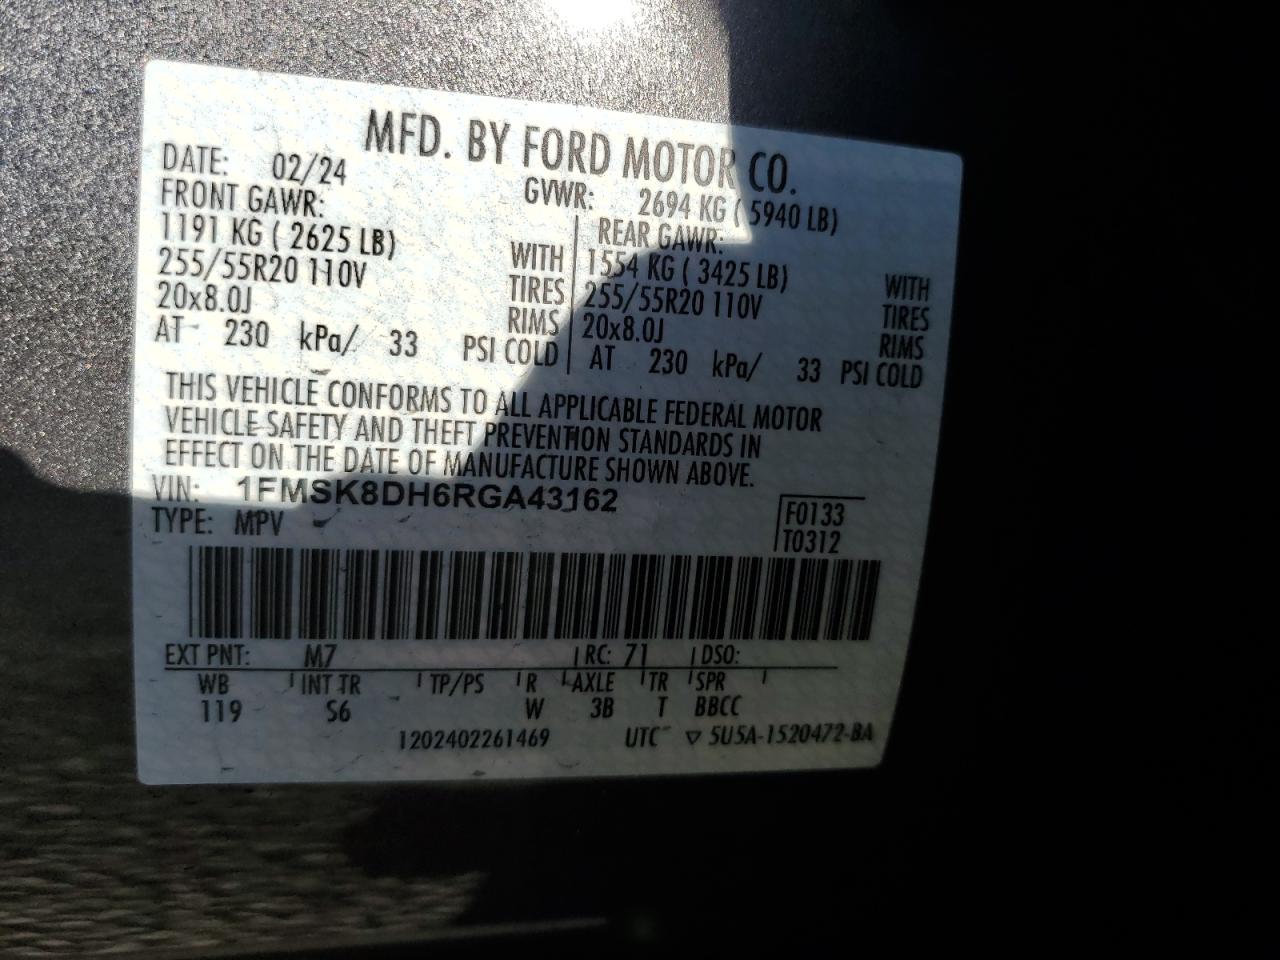 MFD. BY FORD MOTOR CO.
DATE: 02/24 GVWR: 2694 KG ( 5940 LB)
FRONT GAWR: REAR GAWR:
1191 KG ( 2625 LB) WITH 1554 KG ( 3425 LB) WITH
255/55R20 110V TIRES 255/55R20 110V TIRES
20x8.0J RIMS 20x8.0J RIMS
AT 230 kPa/ 33 PSI COLD AT 230 kPa/ 33 PSI COLD
THIS VEHICLE CONFORMS TO ALL APPLICABLE FEDERAL MOTOR
VEHICLE SAFETY AND THEFT PREVENTION STANDARDS IN
EFFECT ON THE DATE OF MANUFACTURE SHOWN ABOVE.
VIN: 1FMSK8DH6RGA43162
TYPE: MPV
F0133
T0312
EXT PNT: M7 RC: 71 DSO:
WB INT TR TP/PS R AXLE TR SPR
119 S6 W 3B T BBCC
1202402261469 UTC ▽ 5U5A-1520472-BA